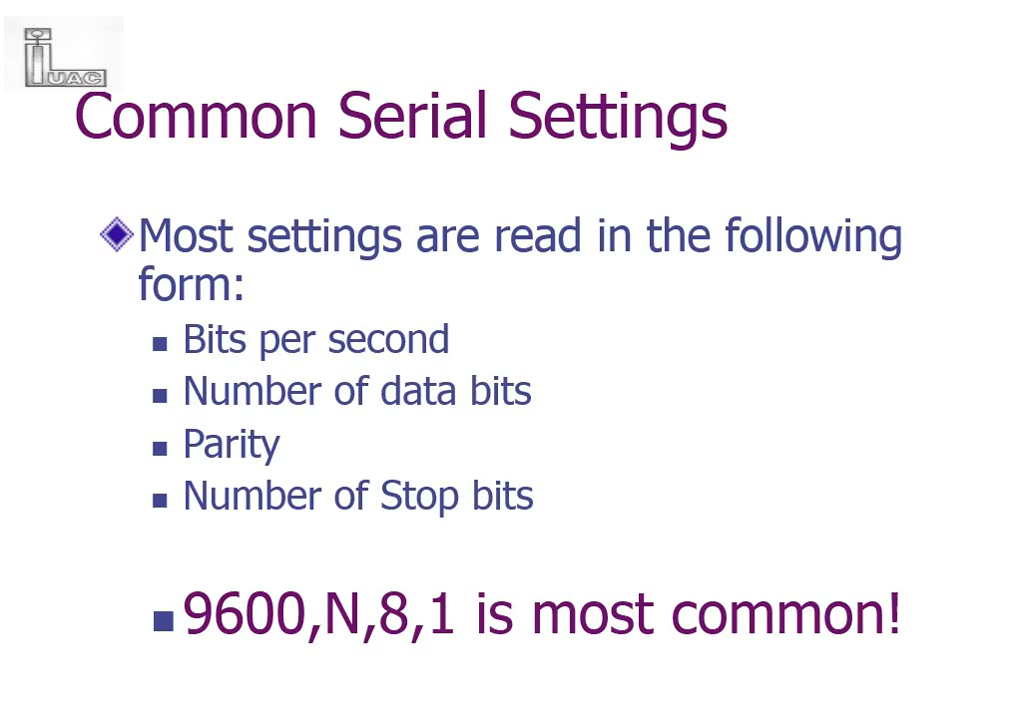 iUAC
Common Serial Settings
Most settings are read in the following
form:
Bits per second
Number of data bits
Parity
Number of Stop bits
9600,N,8,1 is most common!